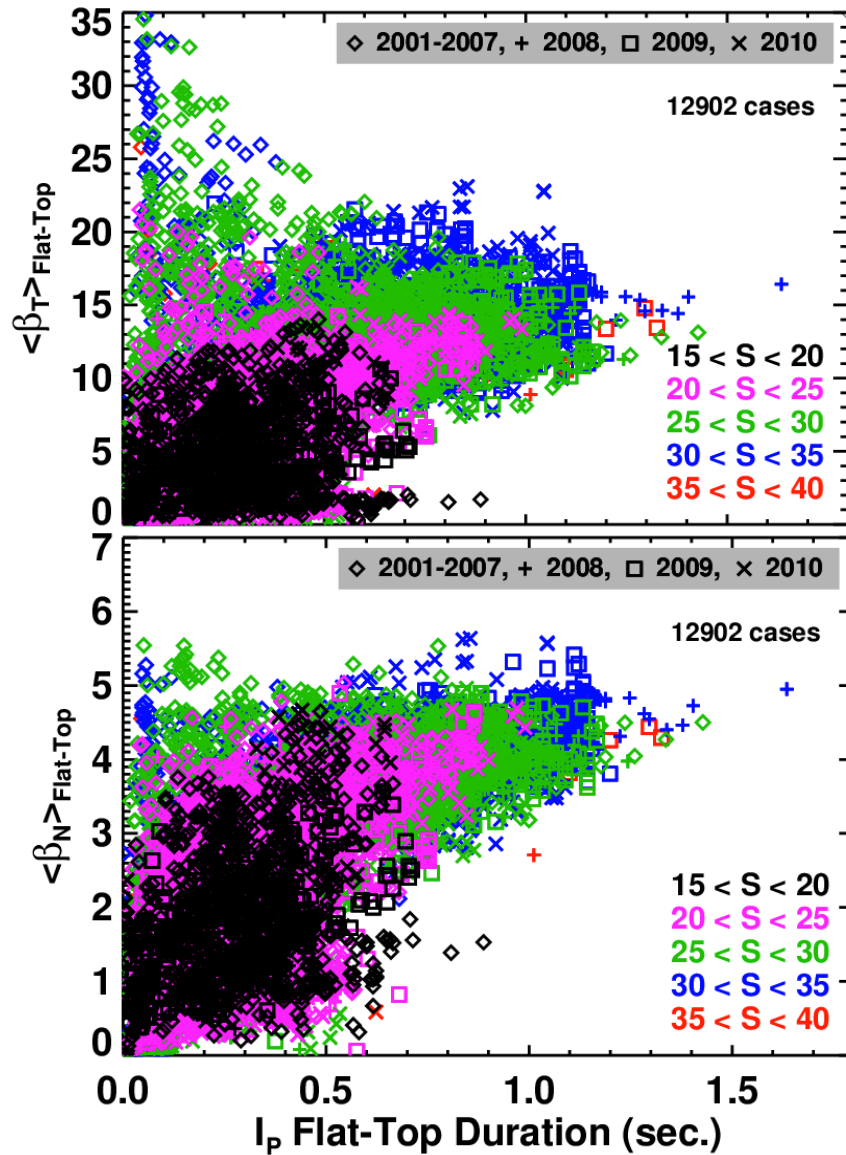 35
30
25
20
15
10
5
0
<β_T>Flat-Top
◇ 2001-2007, + 2008, □ 2009, × 2010
12902 cases
15 < S < 20
20 < S < 25
25 < S < 30
30 < S < 35
35 < S < 40
7
6
5
4
3
2
1
0
<β_N>Flat-Top
◇ 2001-2007, + 2008, □ 2009, × 2010
12902 cases
15 < S < 20
20 < S < 25
25 < S < 30
30 < S < 35
35 < S < 40
0.0 0.5 1.0 1.5
I_P Flat-Top Duration (sec.)